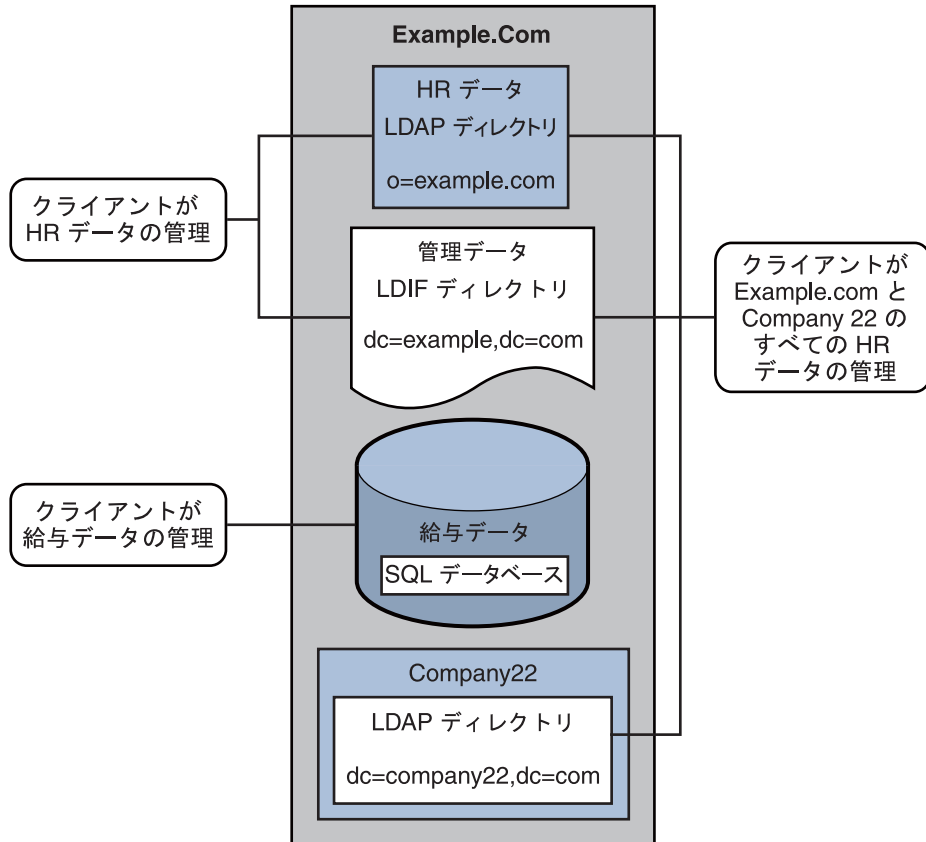 Example.Com
HR データ
LDAP ディレクトリ
o=example.com
クライアントが
HR データの管理
管理データ
LDIF ディレクトリ
dc=example,dc=com
クライアントが
Example.com と
Company 22 の
すべての HR
データの管理
クライアントが
給与データの管理
給与データ
SQL データベース
Company22
LDAP ディレクトリ
dc=company22,dc=com